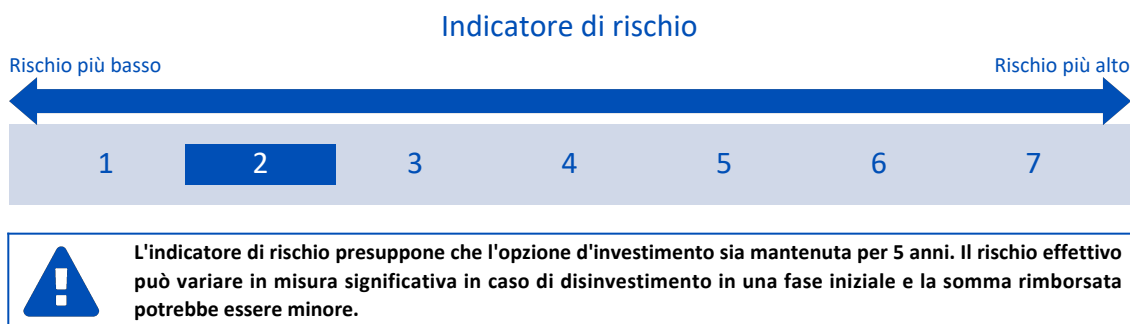 Indicatore di rischio
Rischio più basso Rischio più alto
1 2 3 4 5 6 7
L'indicatore di rischio presuppone che l'opzione d'investimento sia mantenuta per 5 anni. Il rischio effettivo
può variare in misura significativa in caso di disinvestimento in una fase iniziale e la somma rimborsata
potrebbe essere minore.